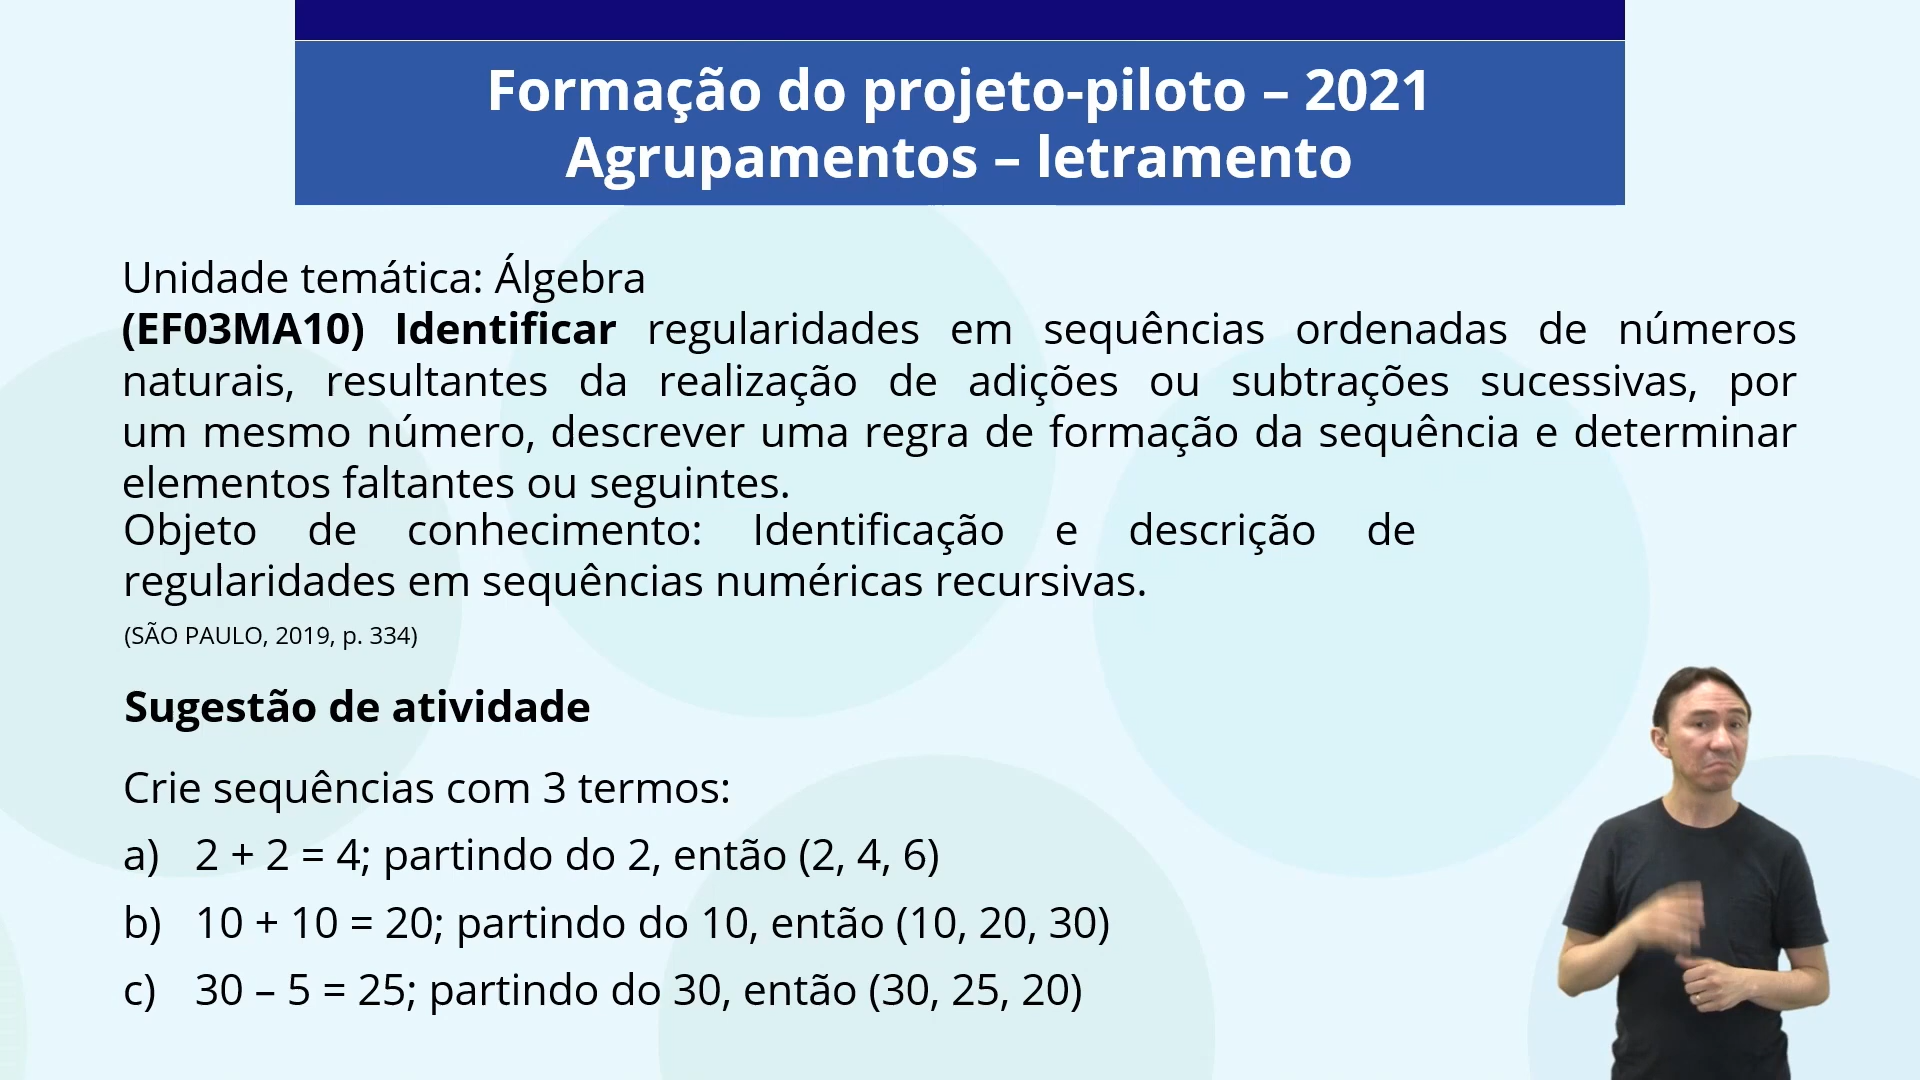 Formação do projeto-piloto – 2021
Agrupamentos – letramento
Unidade temática: Álgebra
(EF03MA10) Identificar regularidades em sequências ordenadas de números
naturais, resultantes da realização de adições ou subtrações sucessivas, por
um mesmo número, descrever uma regra de formação da sequência e determinar
elementos faltantes ou seguintes.
Objeto de conhecimento: Identificação e descrição de
regularidades em sequências numéricas recursivas.
(SÃO PAULO, 2019, p. 334)
Sugestão de atividade
Crie sequências com 3 termos:
a) 2 + 2 = 4; partindo do 2, então (2, 4, 6)
b) 10 + 10 = 20; partindo do 10, então (10, 20, 30)
c) 30 – 5 = 25; partindo do 30, então (30, 25, 20)